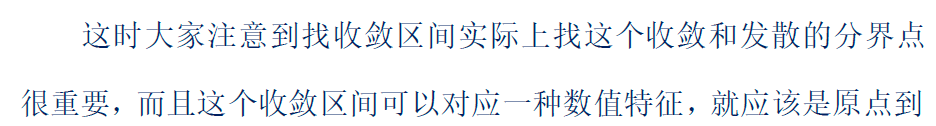 这时大家注意到找收敛区间实际上找这个收敛和发散的分界点
很重要，而且这个收敛区间可以对应一种数值特征，就应该是原点到